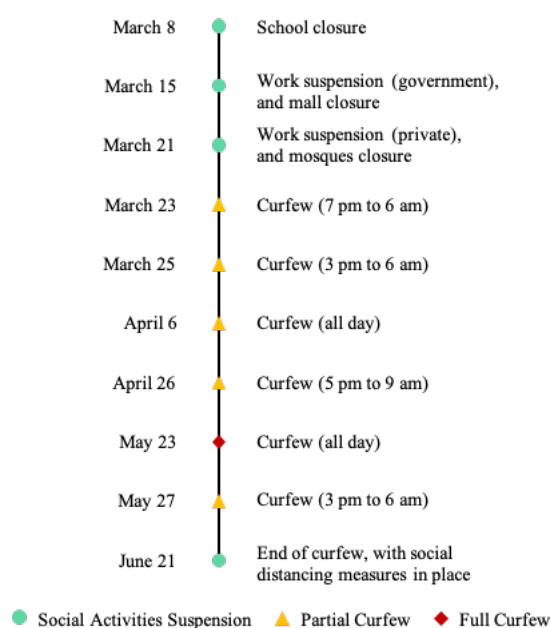 March 8 School closure
March 15 Work suspension (government),
and mall closure
March 21 Work suspension (private),
and mosques closure
March 23 Curfew (7 pm to 6 am)
March 25 Curfew (3 pm to 6 am)
April 6 Curfew (all day)
April 26 Curfew (5 pm to 9 am)
May 23 Curfew (all day)
May 27 Curfew (3 pm to 6 am)
June 21 End of curfew, with social
distancing measures in place
Social Activities Suspension Partial Curfew Full Curfew